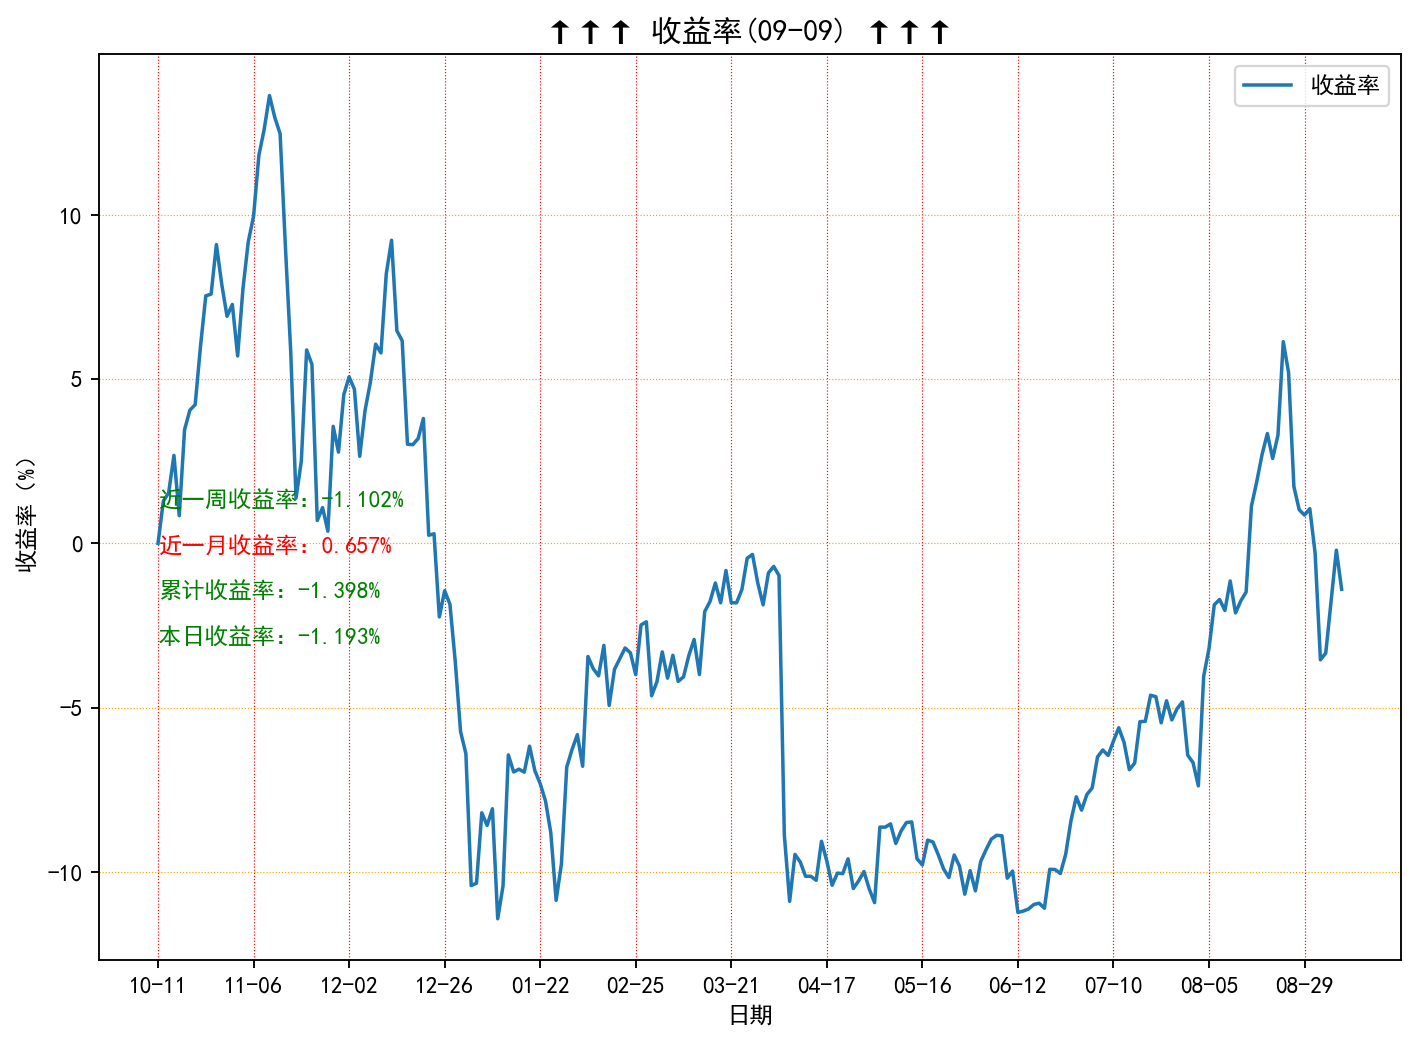 ↑↑↑ 收益率(09-09) ↑↑↑
收益率
收益率 (%)
10
5
0
-5
-10
近一周收益率：-1.102%
近一月收益率：0.657%
累计收益率：-1.398%
本日收益率：-1.193%
10-11 11-06 12-02 12-26 01-22 02-25 03-21 04-17 05-16 06-12 07-10 08-05 08-29
日期